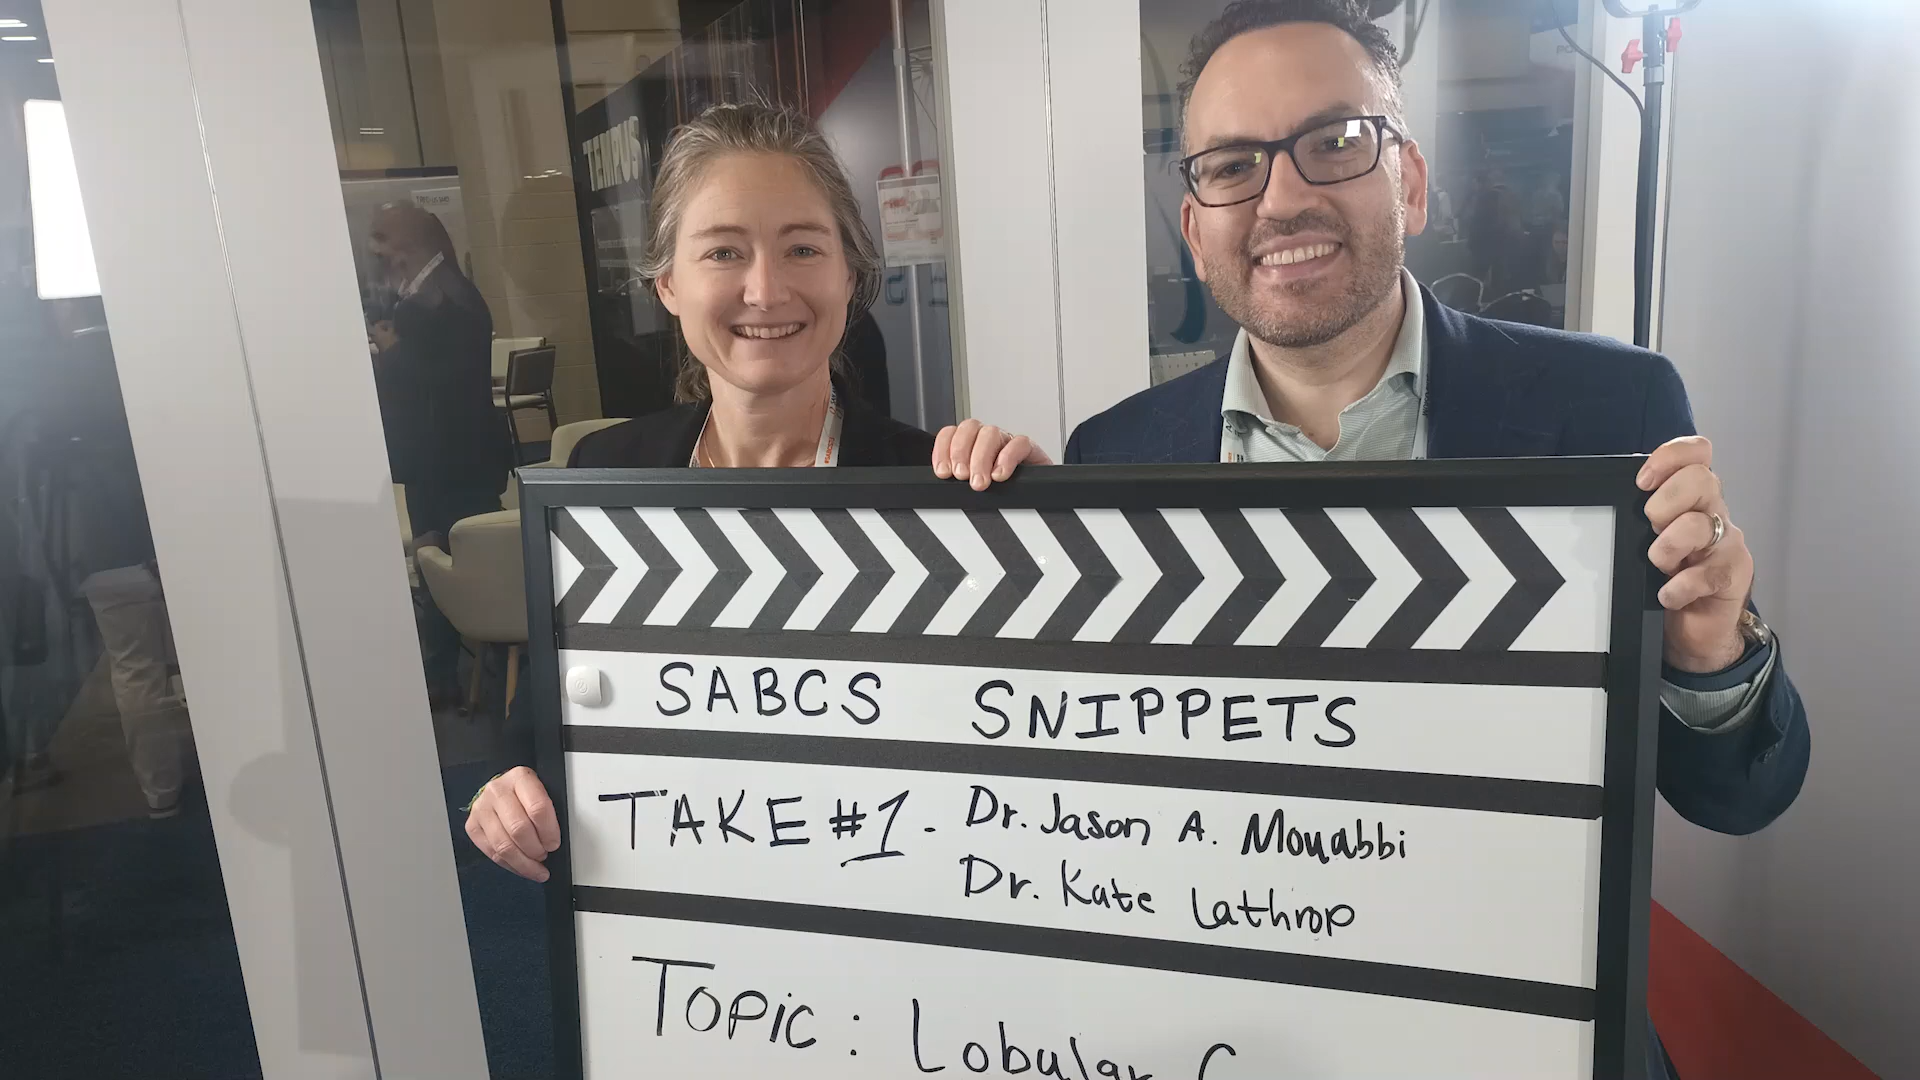 TEMPUS
SABCS SNIPPETS
TAKE #1. Dr. Jason A. Mouabbi
Dr. Kate Lathrop
TOPIC: Lobular C